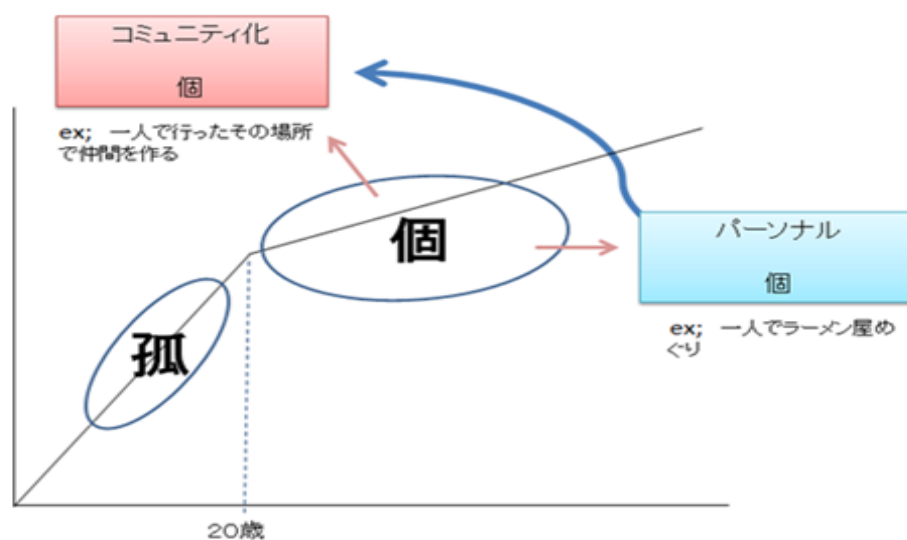 コミュニティ化
個
ex;　一人で行ったその場所
で仲間を作る
個
パーソナル
個
ex;　一人でラーメン屋め
ぐり
孤
20歳